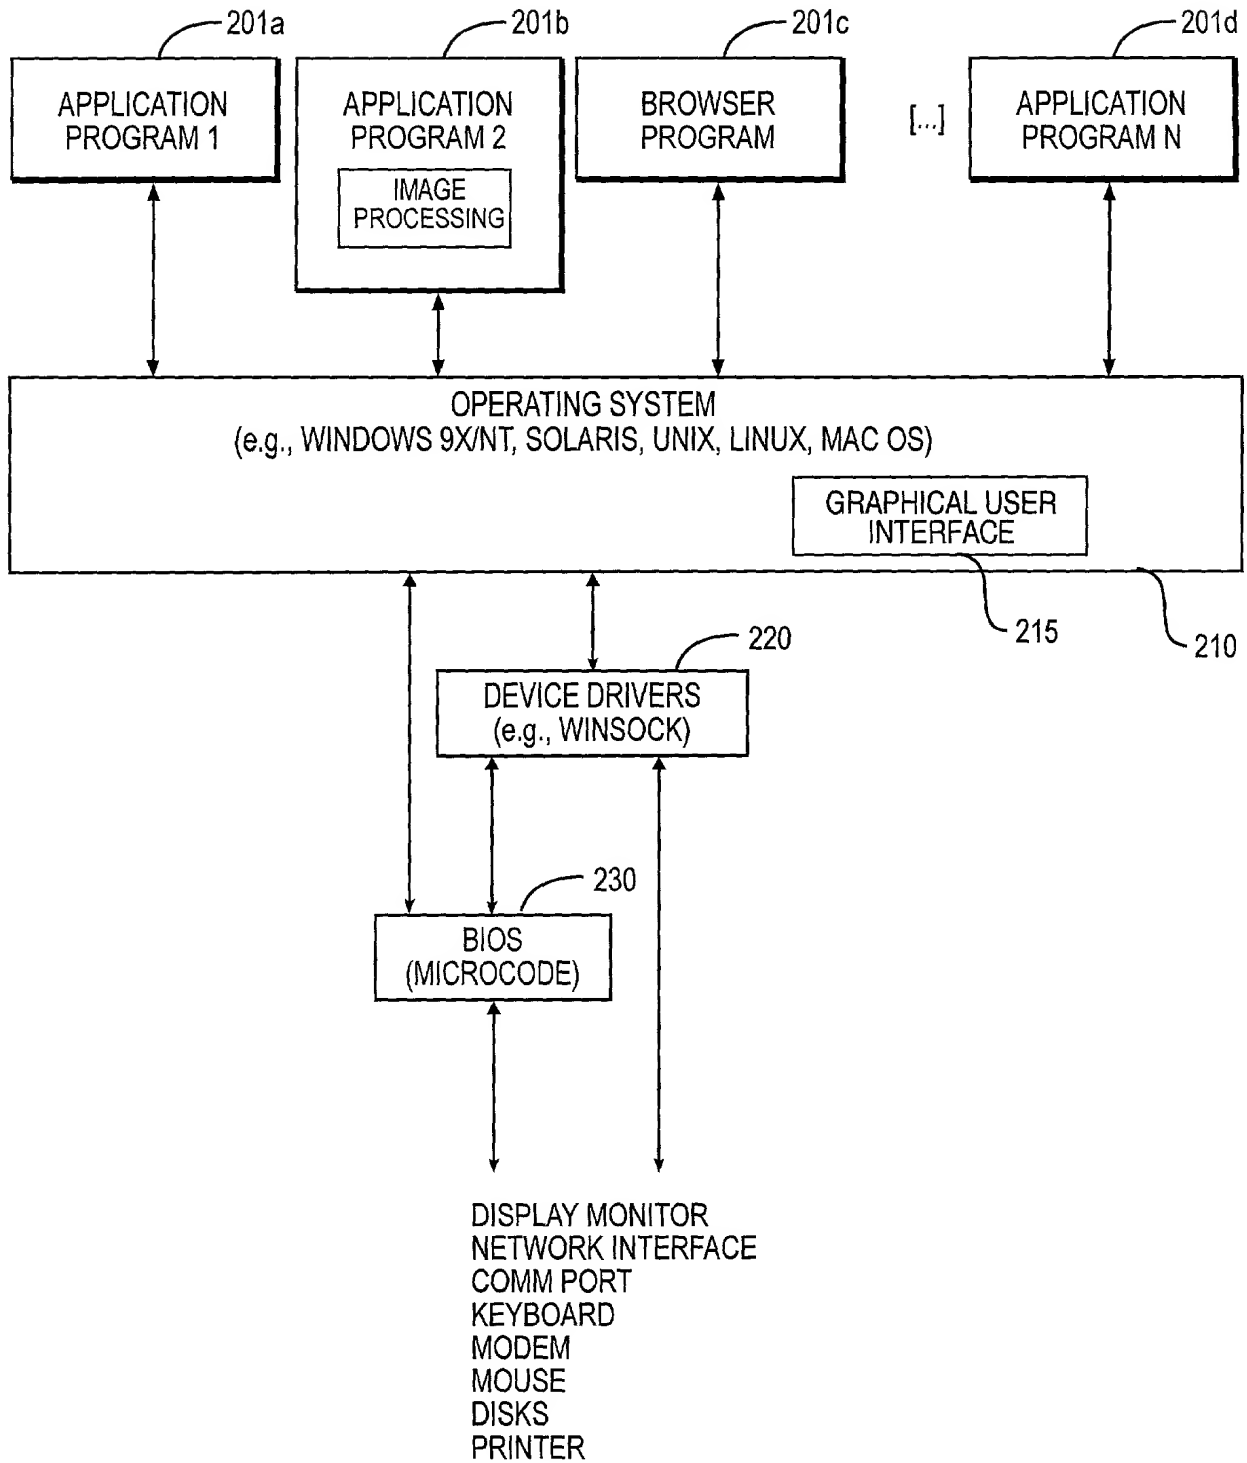 201a
201b
201c
201d
APPLICATION
PROGRAM 1
APPLICATION
PROGRAM 2
IMAGE
PROCESSING
BROWSER
PROGRAM
[...]
APPLICATION
PROGRAM N
OPERATING SYSTEM
(e.g., WINDOWS 9X/NT, SOLARIS, UNIX, LINUX, MAC OS)
GRAPHICAL USER
INTERFACE
215
210
220
DEVICE DRIVERS
(e.g., WINSOCK)
230
BIOS
(MICROCODE)
DISPLAY MONITOR
NETWORK INTERFACE
COMM PORT
KEYBOARD
MODEM
MOUSE
DISKS
PRINTER